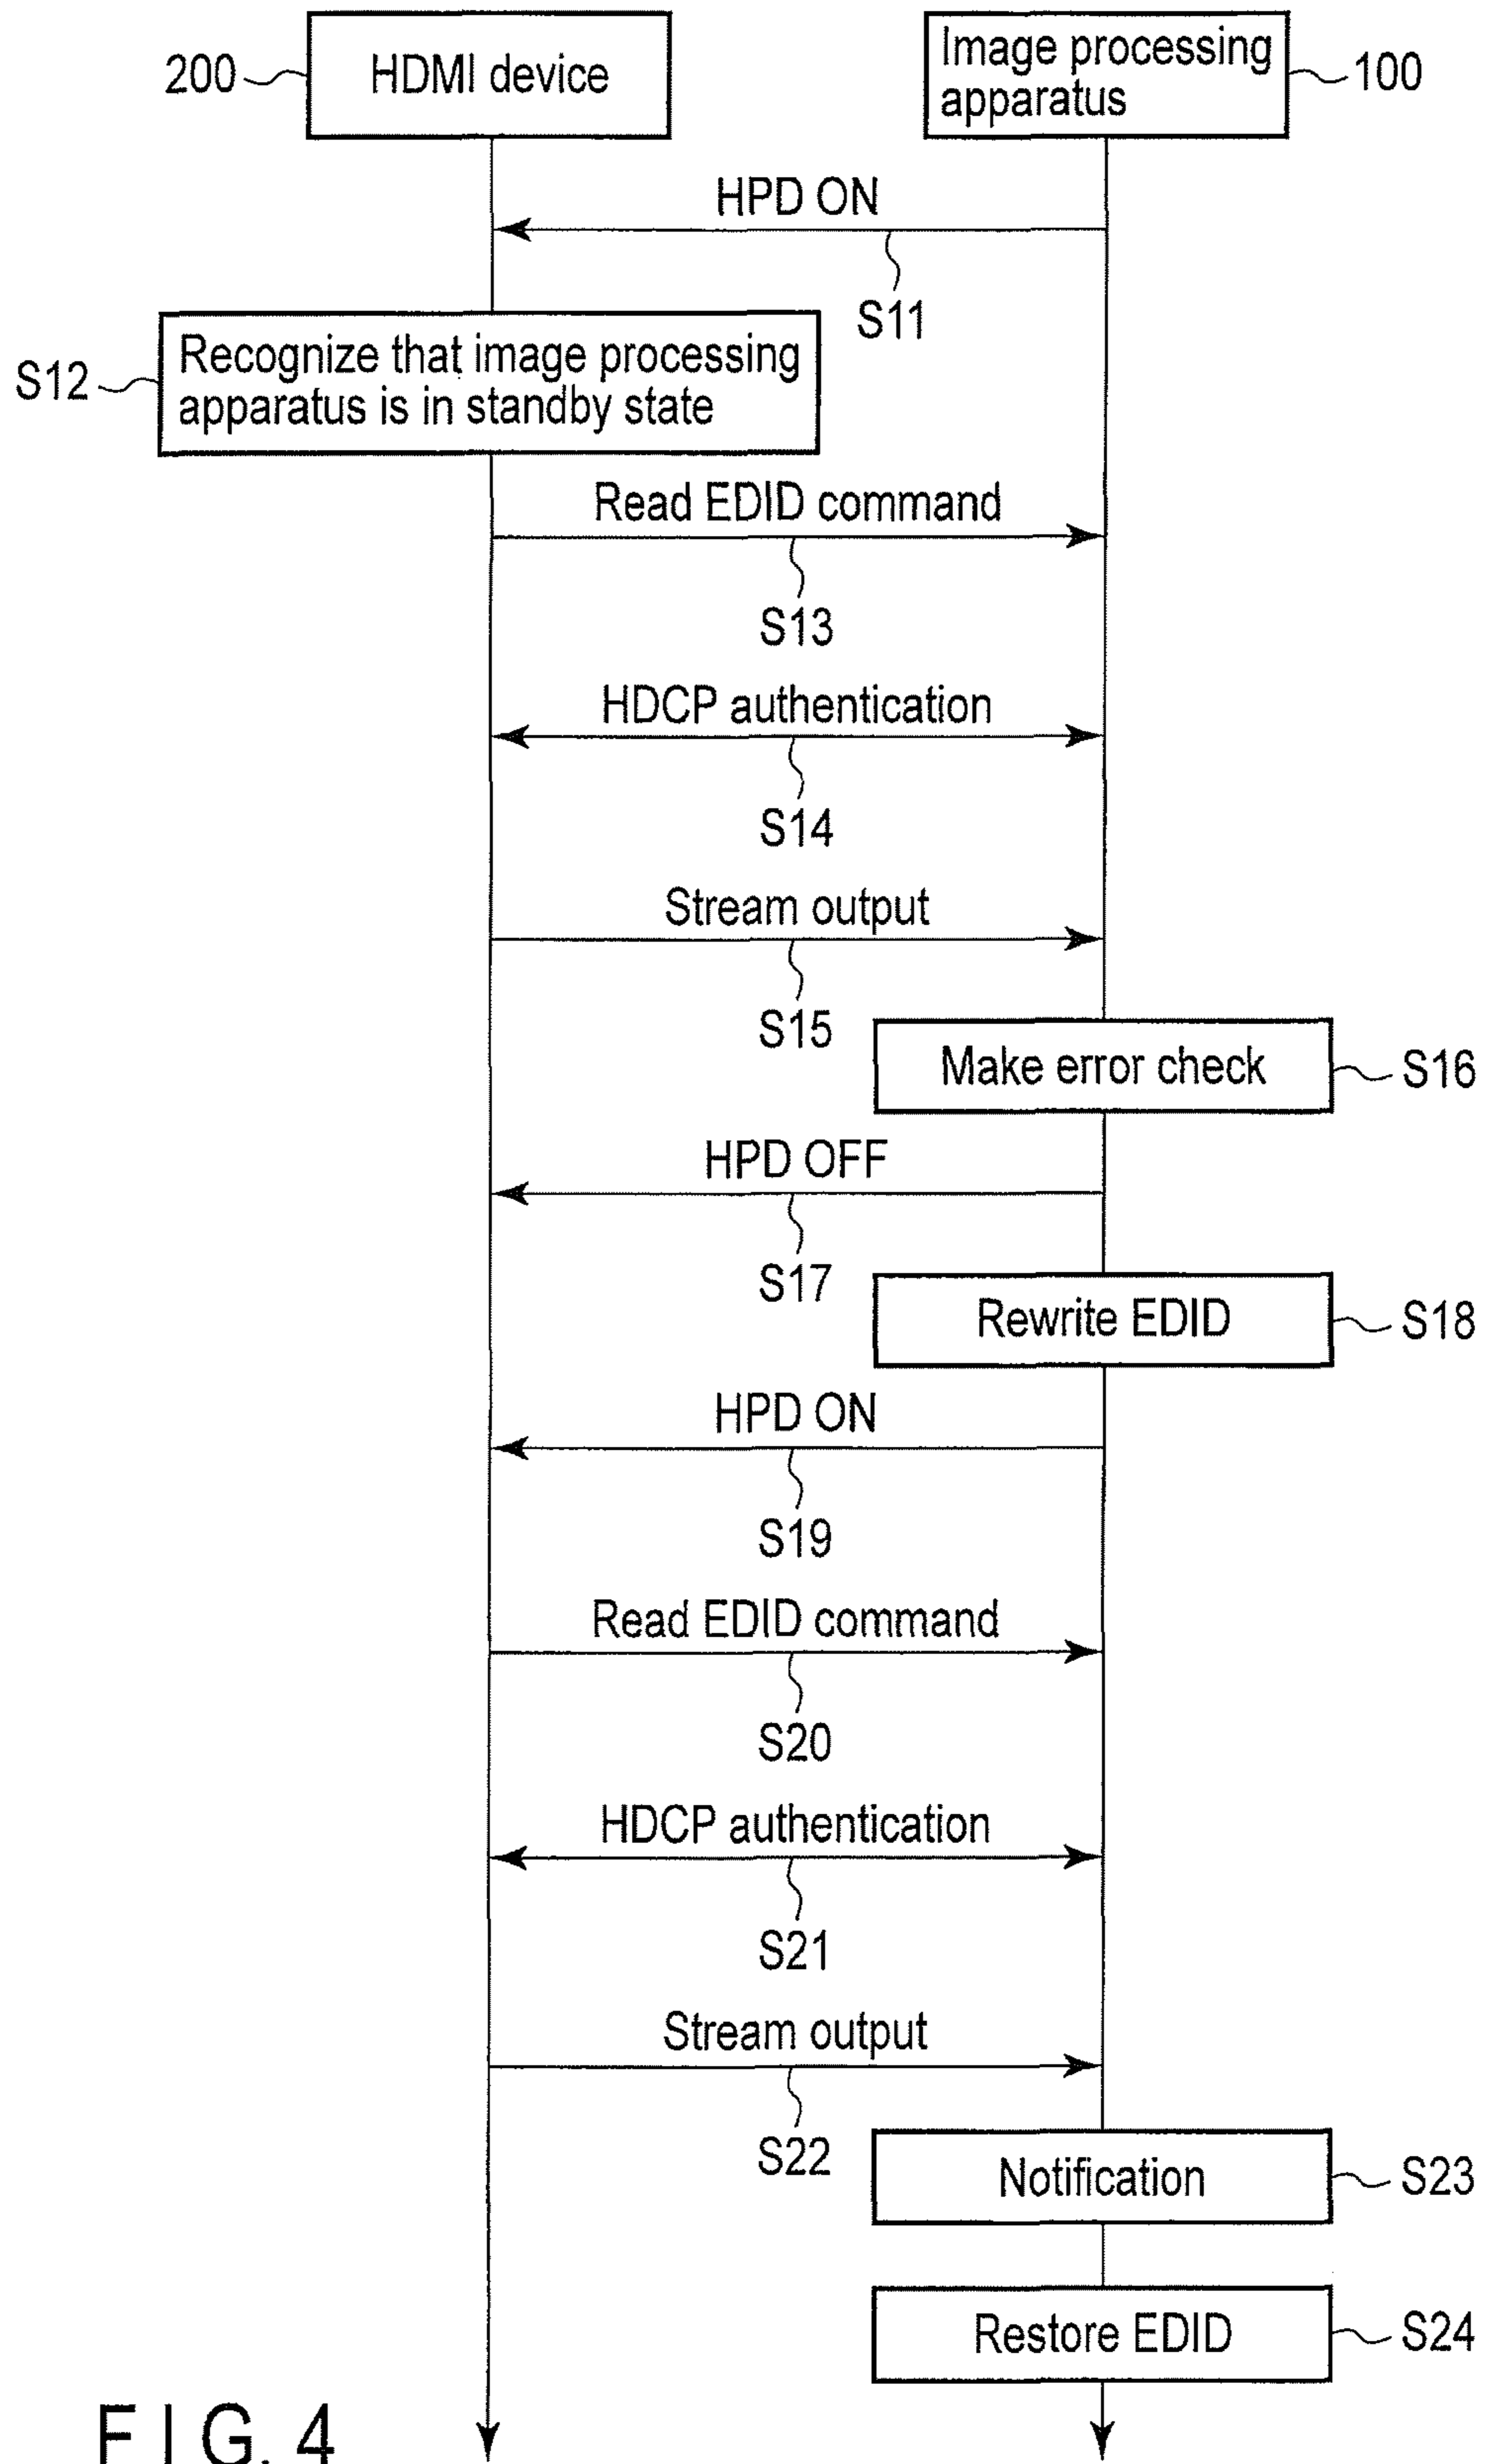 200
HDMI device
Image processing
apparatus
100
HPD ON
S11
S12
Recognize that image processing
apparatus is in standby state
Read EDID command
S13
HDCP authentication
S14
Stream output
S15
Make error check
S16
HPD OFF
S17
Rewrite EDID
S18
HPD ON
S19
Read EDID command
S20
HDCP authentication
S21
Stream output
S22
Notification
S23
Restore EDID
S24
FIG. 4